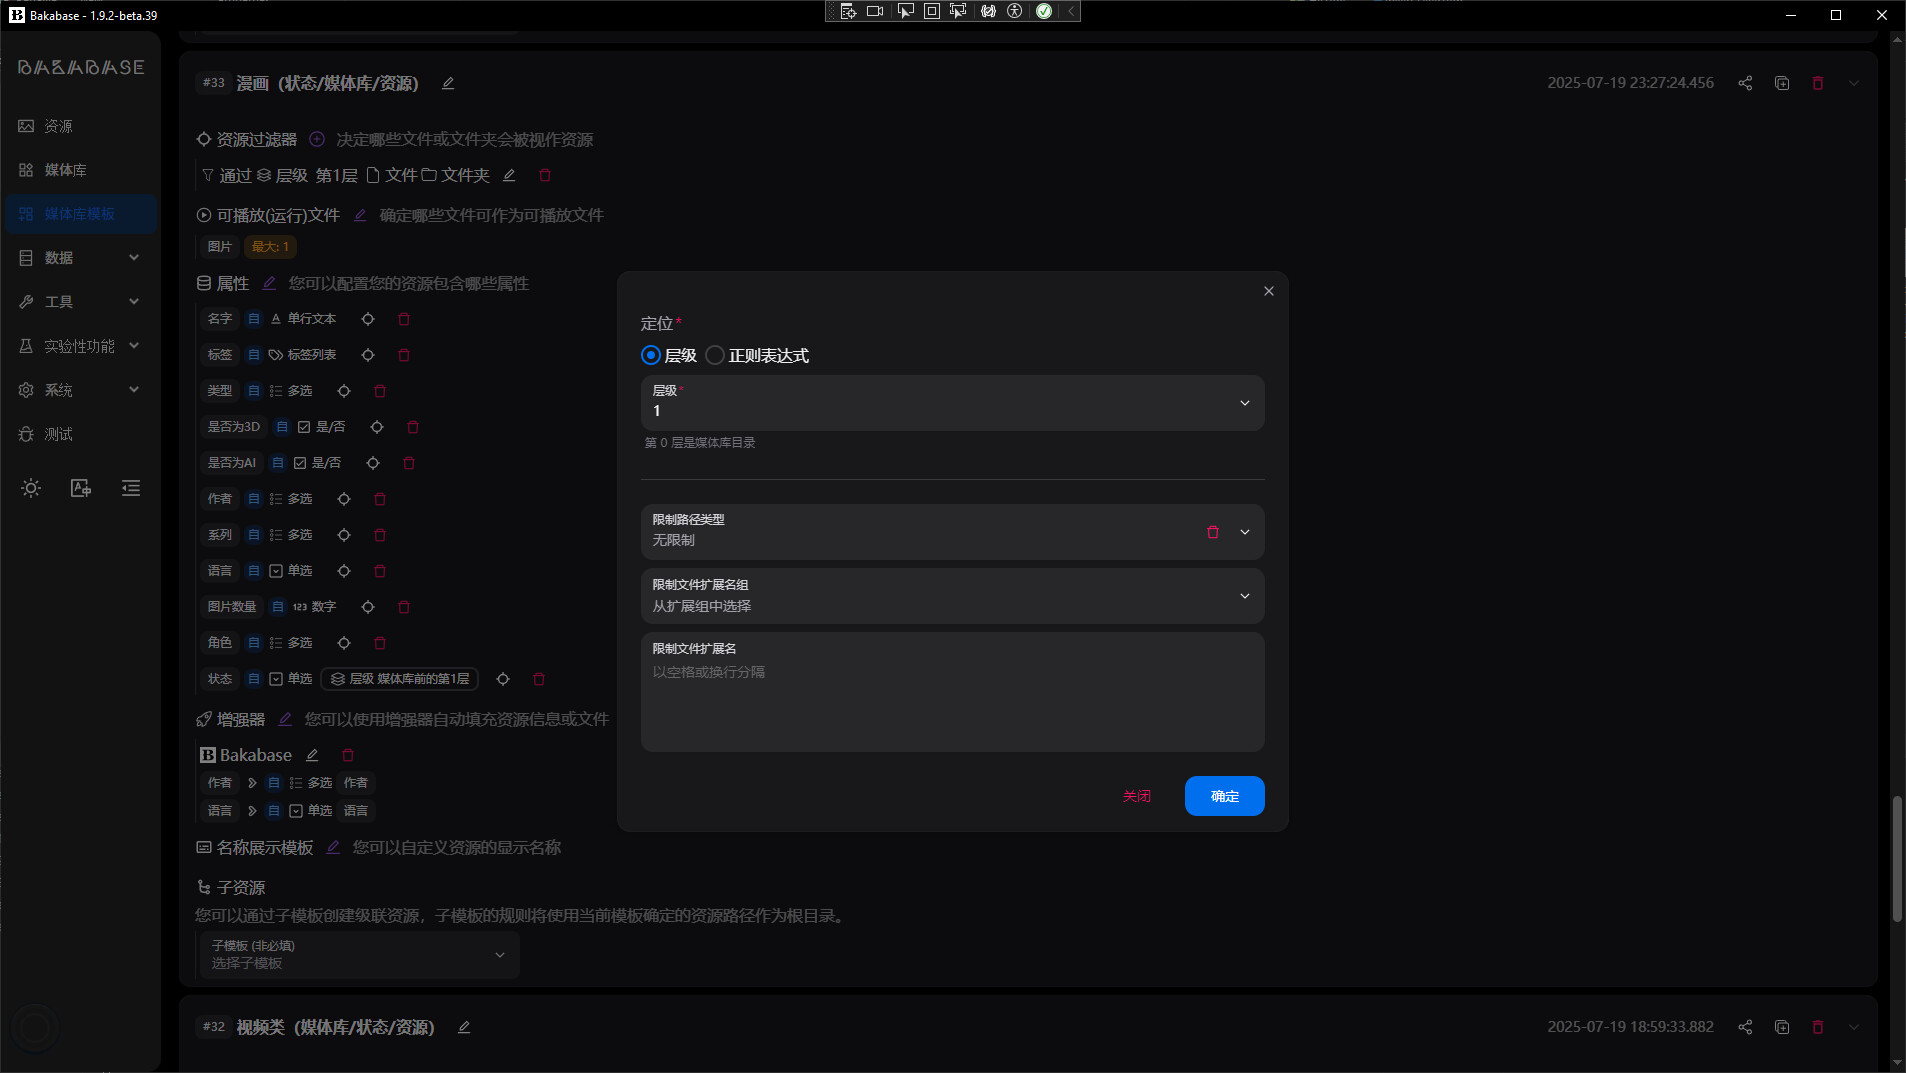 Bakabase - 1.9.2-beta.39
BAKABASE
资源
媒体库
媒体库模板
数据
工具
实验性功能
系统
测试
#33 漫画（状态/媒体库/资源）
2025-07-19 23:27:24.456
资源过滤器 决定哪些文件或文件夹会被视作资源
通过 层级 第1层 文件 文件夹
可播放(运行)文件 确定哪些文件可作为可播放文件
图片 最大: 1
属性 您可以配置您的资源包含哪些属性
名字 自 单行文本
标签 自 标签列表
类型 自 多选
是否为3D 自 是/否
是否为AI 自 是/否
作者 自 多选
系列 自 多选
语言 自 单选
图片数量 自 123 数字
角色 自 多选
状态 自 单选 层级 媒体库前的第1层
增强器 您可以使用增强器自动填充资源信息或文件
Bakabase
作者 自 多选 作者
语言 自 单选 语言
名称展示模板 您可以自定义资源的显示名称
子资源
您可以通过子模板创建级联资源，子模板的规则将使用当前模板确定的资源路径作为根目录。
子模板 (非必填)
选择子模板
#32 视频类（媒体库/状态/资源）
2025-07-19 18:59:33.882
定位*
层级 正则表达式
层级*
1
第 0 层是媒体库目录
限制路径类型
无限制
限制文件扩展名组
从扩展组中选择
限制文件扩展名
以空格或换行分隔
关闭
确定